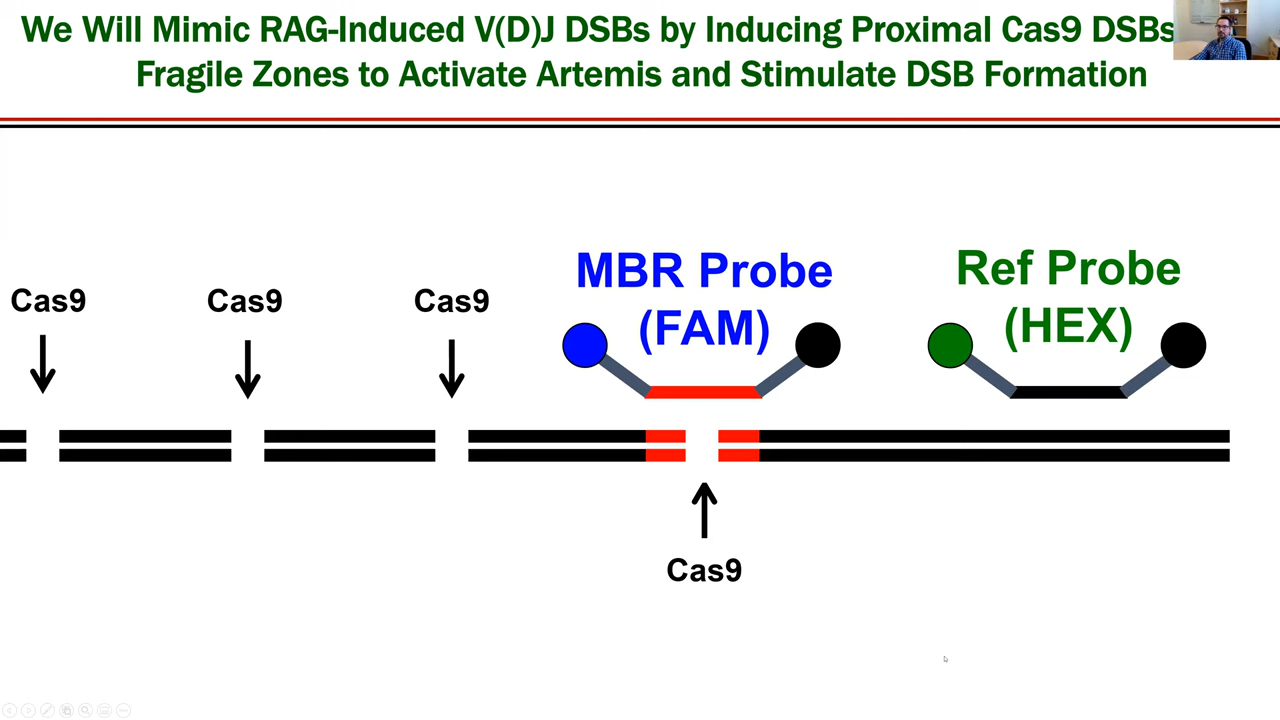 We Will Mimic RAG-Induced V(D)J DSBs by Inducing Proximal Cas9 DSBs
Fragile Zones to Activate Artemis and Stimulate DSB Formation
MBR Probe
(FAM)
Ref Probe
(HEX)
Cas9
Cas9
Cas9
Cas9